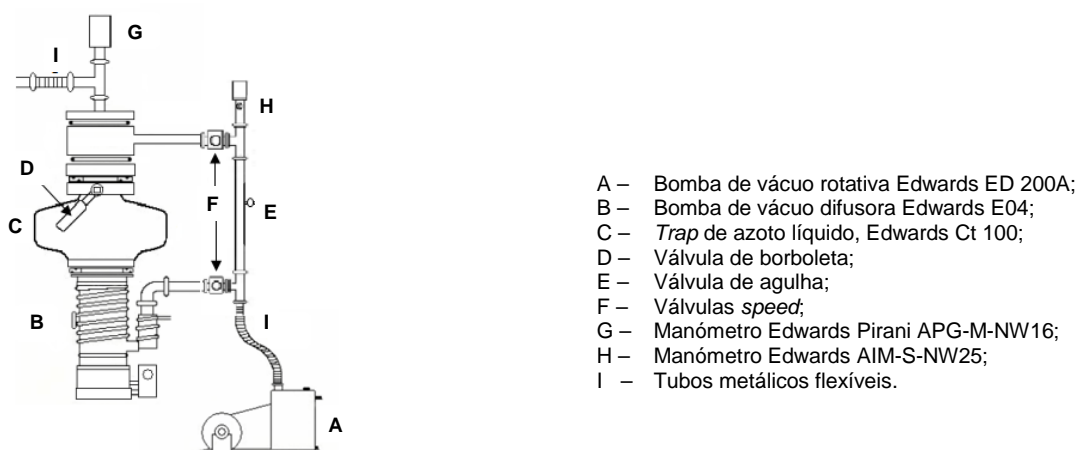 G
I
H
D
F
C
E
B
I
A
A – Bomba de vácuo rotativa Edwards ED 200A;
B – Bomba de vácuo difusora Edwards E04;
C – Trap de azoto líquido, Edwards Ct 100;
D – Válvula de borboleta;
E – Válvula de agulha;
F – Válvulas speed;
G – Manómetro Edwards Pirani APG-M-NW16;
H – Manómetro Edwards AIM-S-NW25;
I – Tubos metálicos flexíveis.